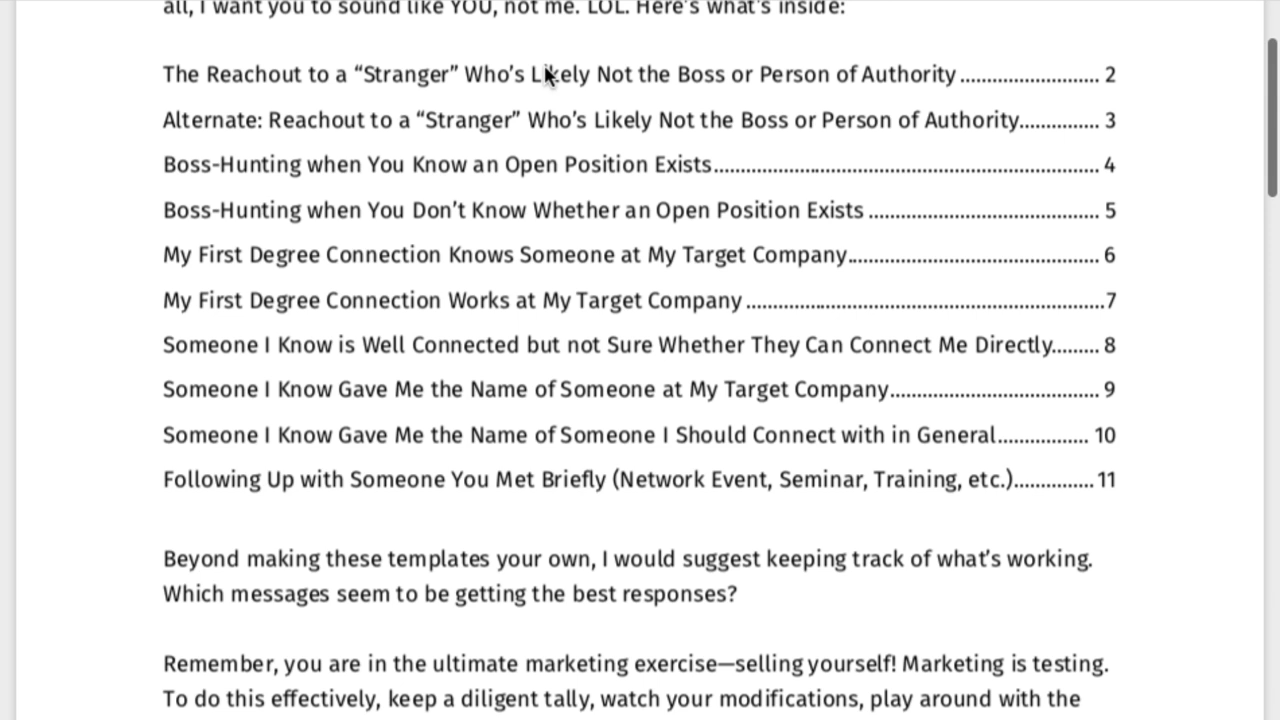 all, I want you to sound like YOU, not me. LOL. Here's what's inside:
The Reachout to a “Stranger” Who’s Likely Not the Boss or Person of Authority ............................ 2
Alternate: Reachout to a “Stranger” Who’s Likely Not the Boss or Person of Authority................ 3
Boss-Hunting when You Know an Open Position Exists............................................................................. 4
Boss-Hunting when You Don’t Know Whether an Open Position Exists .............................................. 5
My First Degree Connection Knows Someone at My Target Company.................................................. 6
My First Degree Connection Works at My Target Company .......................................................................7
Someone I Know is Well Connected but not Sure Whether They Can Connect Me Directly......... 8
Someone I Know Gave Me the Name of Someone at My Target Company.......................................... 9
Someone I Know Gave Me the Name of Someone I Should Connect with in General.................. 10
Following Up with Someone You Met Briefly (Network Event, Seminar, Training, etc.)................ 11
Beyond making these templates your own, I would suggest keeping track of what’s working.
Which messages seem to be getting the best responses?
Remember, you are in the ultimate marketing exercise—selling yourself! Marketing is testing.
To do this effectively, keep a diligent tally, watch your modifications, play around with the